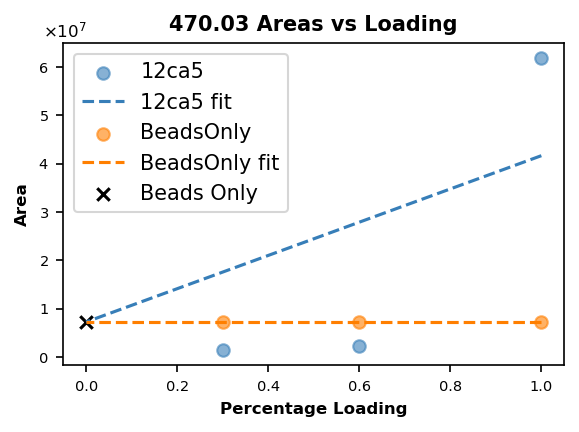 470.03 Areas vs Loading
×10⁷
12ca5
12ca5 fit
BeadsOnly
BeadsOnly fit
Beads Only
6
5
4
3
2
1
0
Area
0.0 0.2 0.4 0.6 0.8 1.0
Percentage Loading